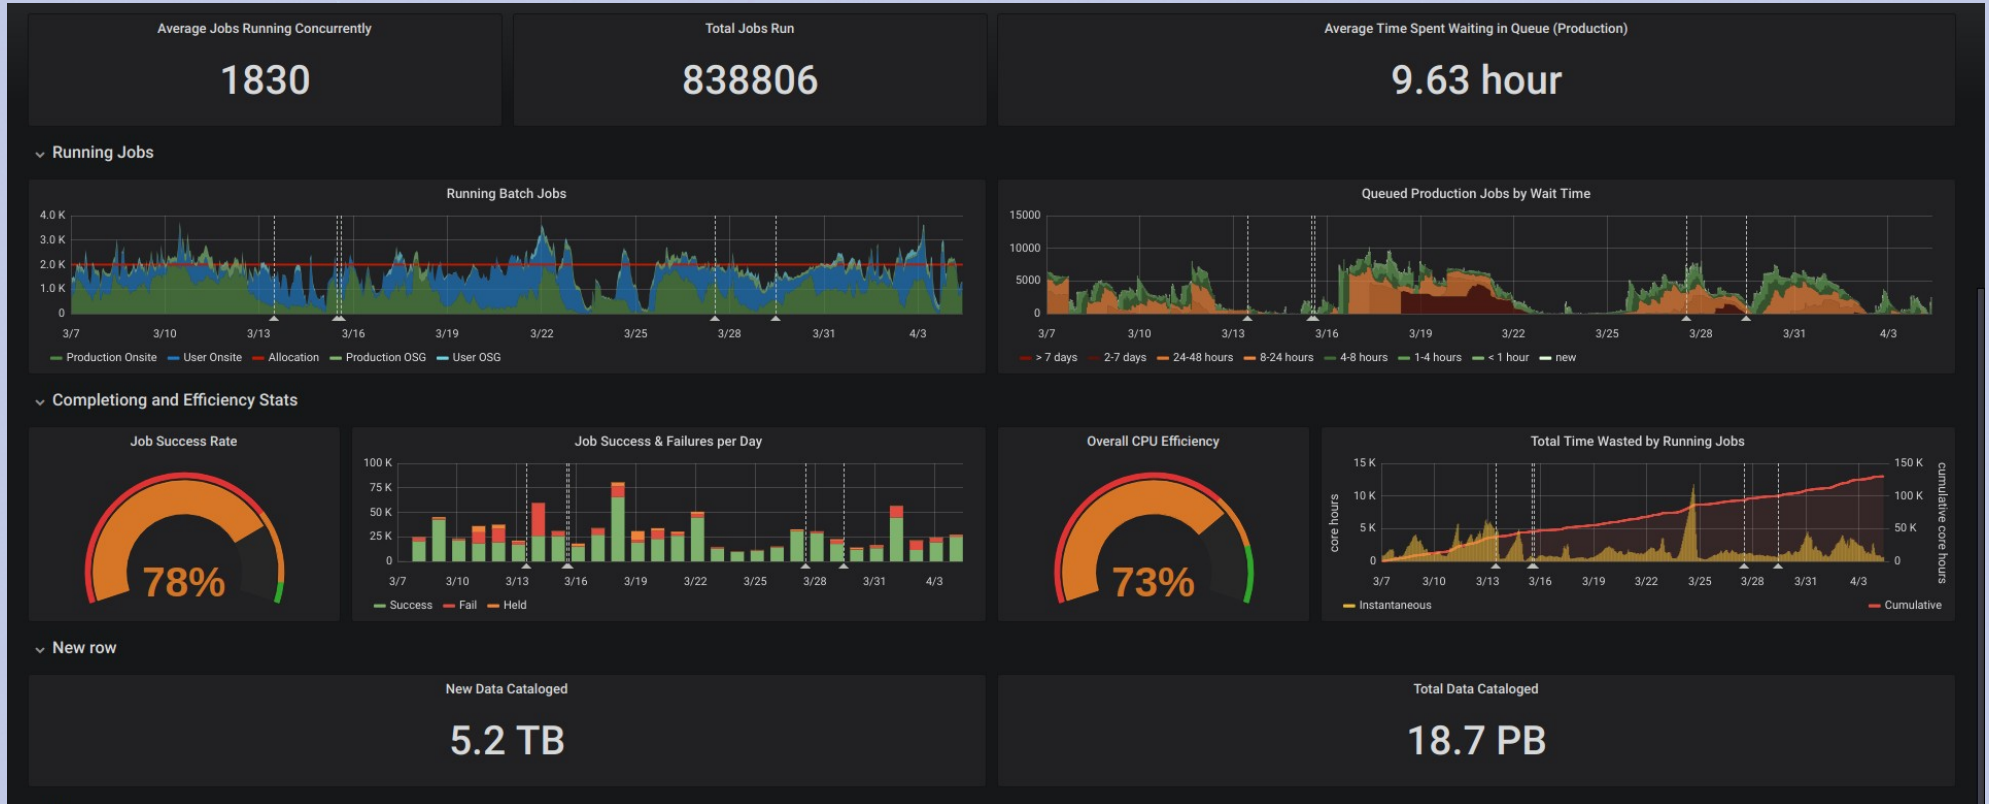 Average Jobs Running Concurrently
1830
Total Jobs Run
838806
Average Time Spent Waiting in Queue (Production)
9.63 hour
Running Jobs
Running Batch Jobs
4.0 K
3.0 K
2.0 K
1.0 K
0
3/7 3/10 3/13 3/16 3/19 3/22 3/25 3/28 3/31 4/3
Production Onsite User Onsite Allocation Production OSG User OSG
Queued Production Jobs by Wait Time
15000
10000
5000
0
3/7 3/10 3/13 3/16 3/19 3/22 3/25 3/28 3/31 4/3
> 7 days 2-7 days 24-48 hours 8-24 hours 4-8 hours 1-4 hours < 1 hour new
Completiong and Efficiency Stats
Job Success Rate
78%
Job Success & Failures per Day
100 K
75 K
50 K
25 K
0
3/7 3/10 3/13 3/16 3/19 3/22 3/25 3/28 3/31 4/3
Success Fail Held
Overall CPU Efficiency
73%
Total Time Wasted by Running Jobs
core hours
15 K
10 K
5 K
0
150 K
100 K
50 K
0
cumulative core hours
3/7 3/10 3/13 3/16 3/19 3/22 3/25 3/28 3/31 4/3
Instantaneous Cumulative
New row
New Data Cataloged
5.2 TB
Total Data Cataloged
18.7 PB